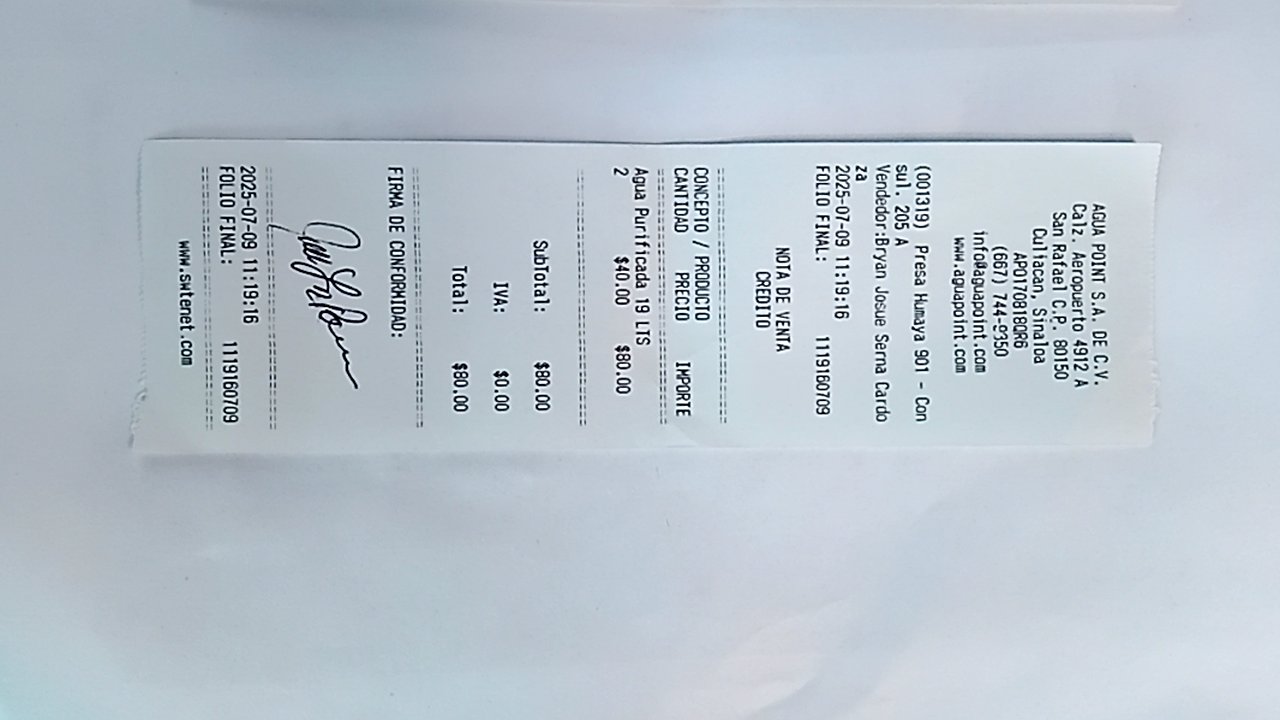 AGUA POINT S.A. DE C.V.
Calz. Aeropuerto 4912 A
San Rafael C.P. 80150
Culiacan, Sinaloa
APO170818QR6
(667) 744-9350
info@aguapoint.com
www.aguapoint.com
(001319) Presa Humaya 901 - Con
sul. 205 A
Vendedor:Bryan Josue Serna Cardo
za
2025-07-09 11:19:16
FOLIO FINAL: 1119160709
NOTA DE VENTA
CREDITO
CONCEPTO / PRODUCTO
CANTIDAD PRECIO IMPORTE
Agua Purificada 19 LTS
2 $40.00 $80.00
SubTotal: $80.00
IVA: $0.00
Total: $80.00
FIRMA DE CONFORMIDAD:
2025-07-09 11:19:16
FOLIO FINAL: 1119160709
www.swtenet.com